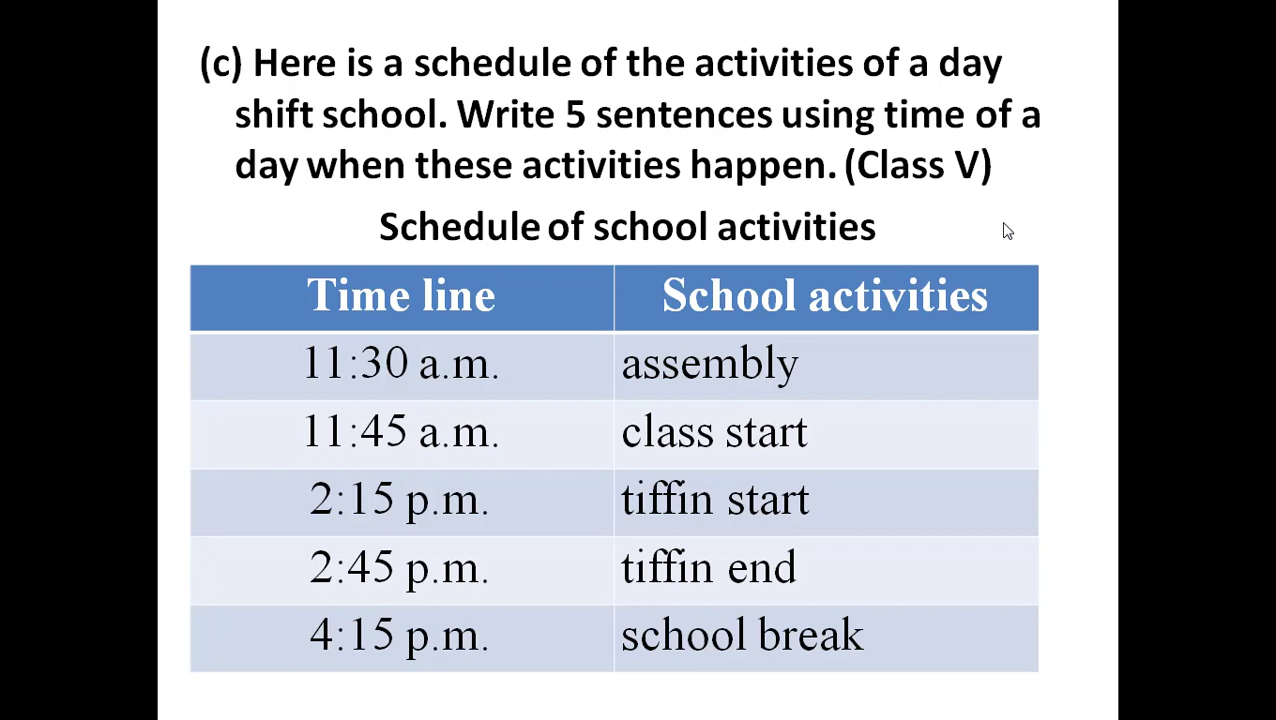 (c) Here is a schedule of the activities of a day
shift school. Write 5 sentences using time of a
day when these activities happen. (Class V)
Schedule of school activities
Time line School activities
11:30 a.m. assembly
11:45 a.m. class start
2:15 p.m. tiffin start
2:45 p.m. tiffin end
4:15 p.m. school break